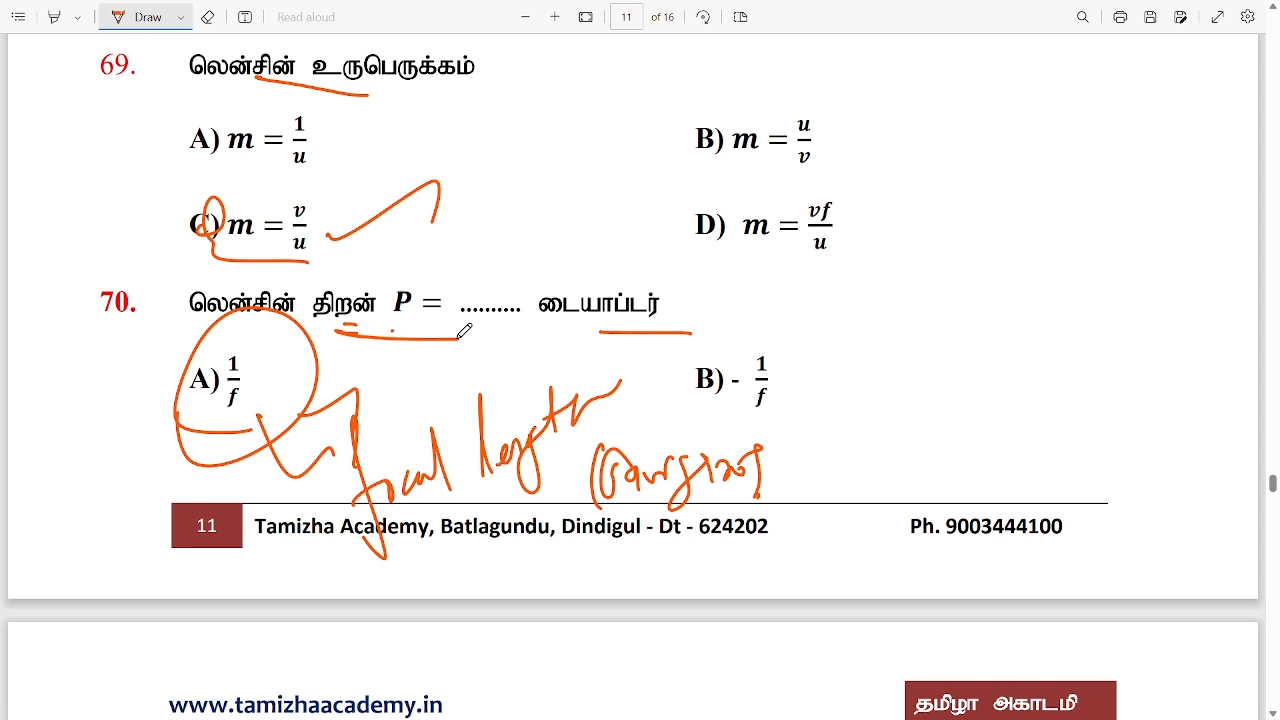 Draw
Read aloud
11
of 16
69. லென்சின் உருபெருக்கம்
A) m = 1/u
B) m = u/v
C) m = v/u
D) m = vf/u
70. லென்சின் திறன் P = .......... டையாப்டர்
A) 1/f
B) - 1/f
focal length
11
Tamizha Academy, Batlagundu, Dindigul - Dt - 624202
Ph. 9003444100
www.tamizhaacademy.in
தமிழா அகாடமி